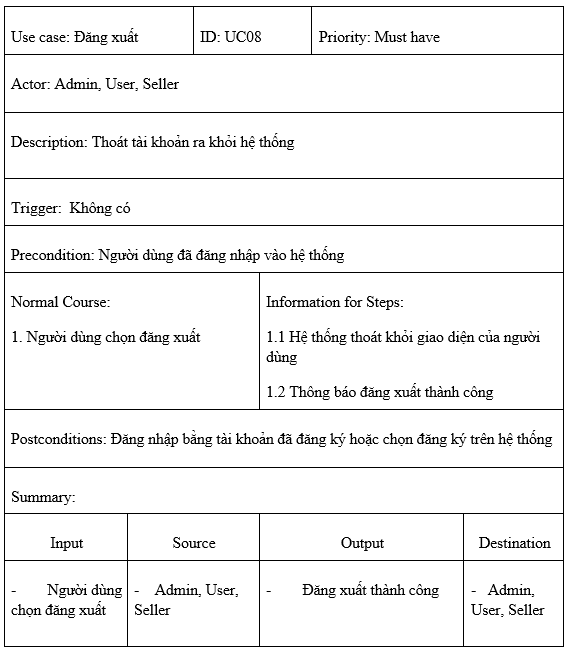 Use case: Đăng xuất
ID: UC08
Priority: Must have
Actor: Admin, User, Seller
Description: Thoát tài khoản ra khỏi hệ thống
Trigger:  Không có
Precondition: Người dùng đã đăng nhập vào hệ thống
Normal Course:
1. Người dùng chọn đăng xuất
Information for Steps:
1.1 Hệ thống thoát khỏi giao diện của người
dùng
1.2 Thông báo đăng xuất thành công
Postconditions: Đăng nhập bằng tài khoản đã đăng ký hoặc chọn đăng ký trên hệ thống
Summary:
Input
Source
Output
Destination
- Người dùng
chọn đăng xuất
- Admin, User,
Seller
- Đăng xuất thành công
- Admin,
User, Seller